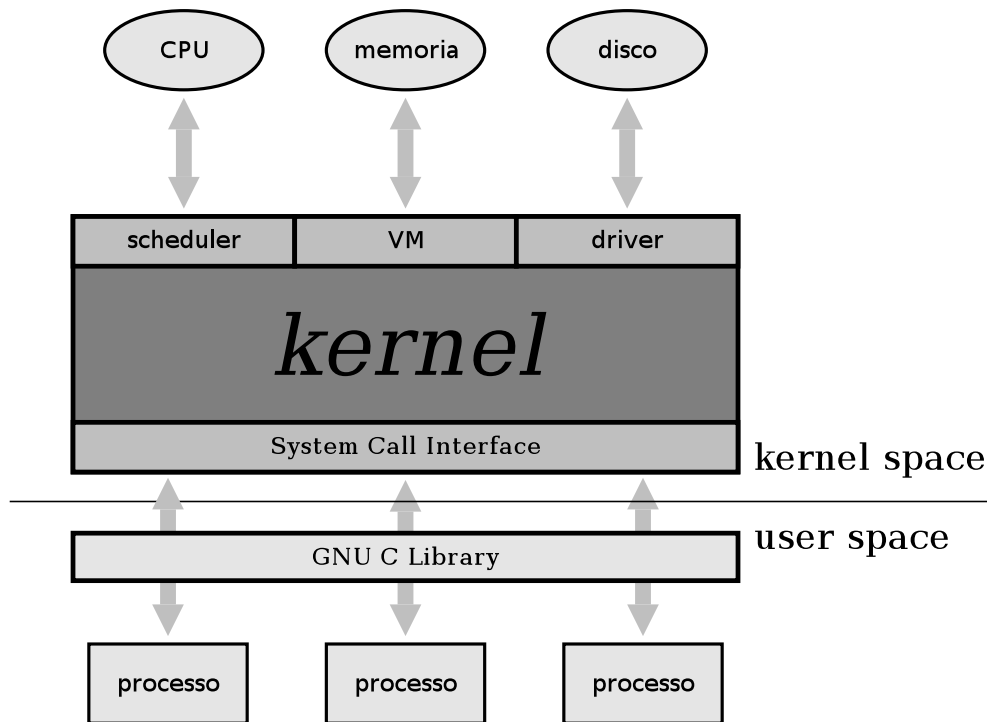 CPU
memoria
disco
scheduler
VM
driver
kernel
System Call Interface
kernel space
user space
GNU C Library
processo
processo
processo